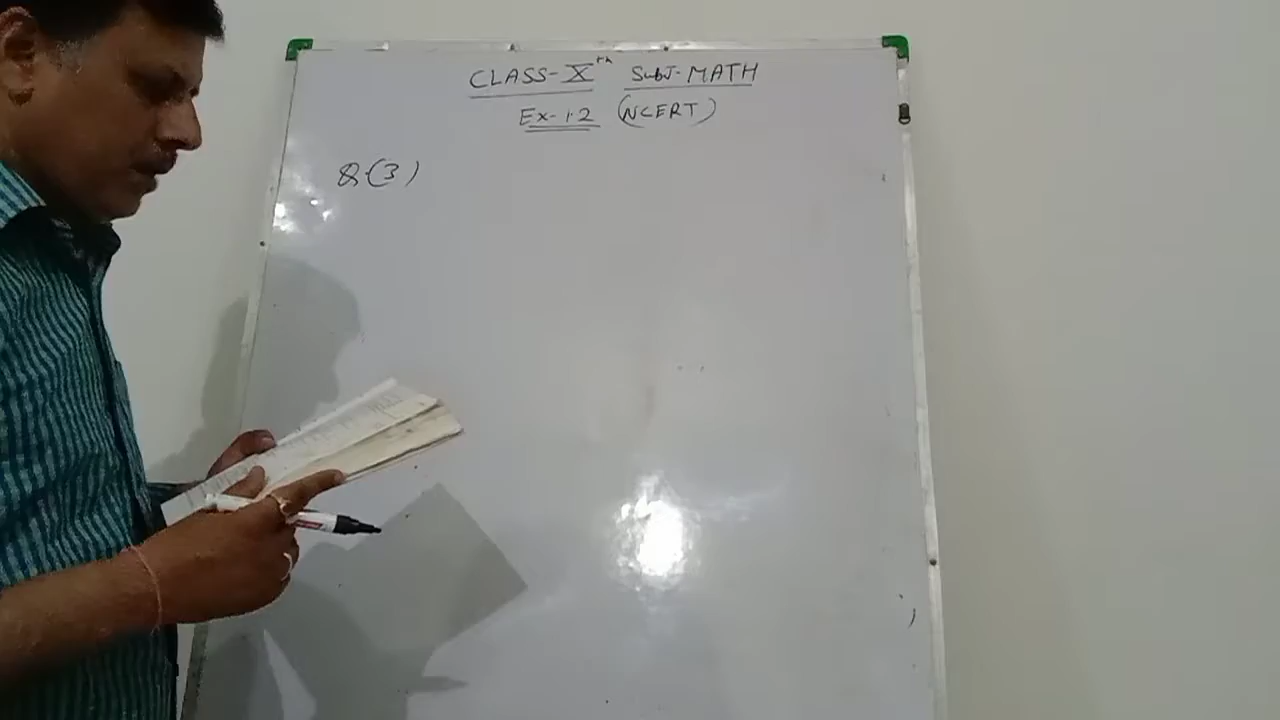 CLASS-Xth SUBJ-MATH
Ex-1.2 (NCERT)
Q.(3)